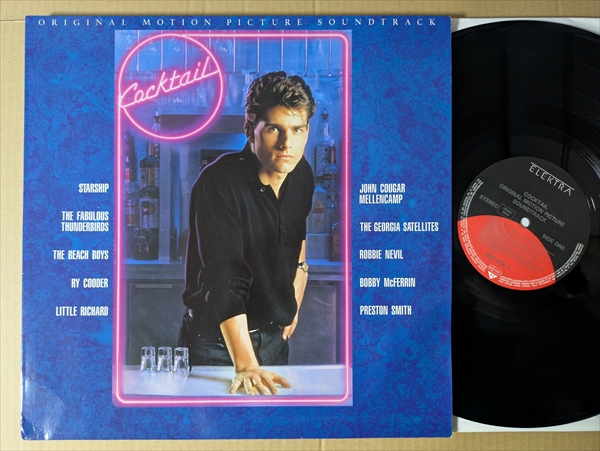 ORIGINAL MOTION PICTURE SOUNDTRACK
Cocktail
STARSHIP
THE FABULOUS
THUNDERBIRDS
THE BEACH BOYS
RY COODER
LITTLE RICHARD
JOHN COUGAR
MELLENCAMP
THE GEORGIA SATELLITES
ROBBIE NEVIL
BOBBY McFERRIN
PRESTON SMITH
ELEKTRA
COCKTAIL
ORIGINAL MOTION PICTURE
SOUNDTRACK
STEREO
SIDE ONE